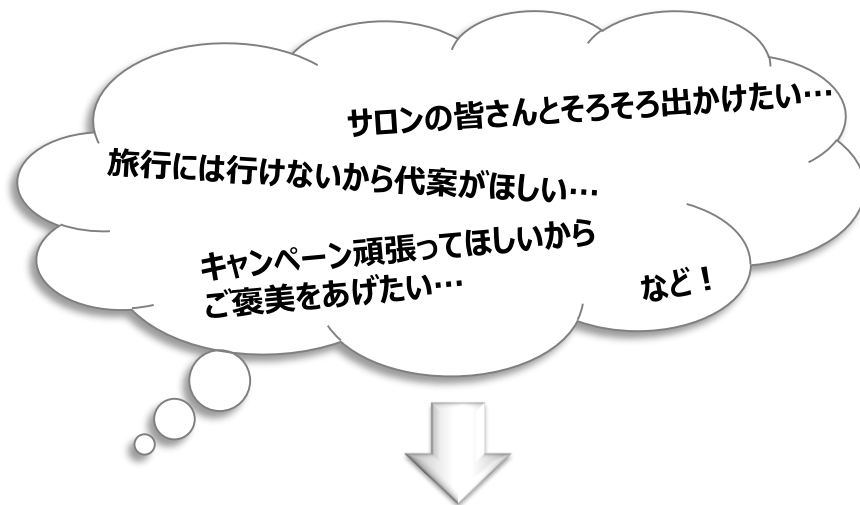 サロンの皆さんとそろそろ出かけたい…
旅行には行けないから代案がほしい…
キャンペーン頑張ってほしいから
ご褒美をあげたい…
など！